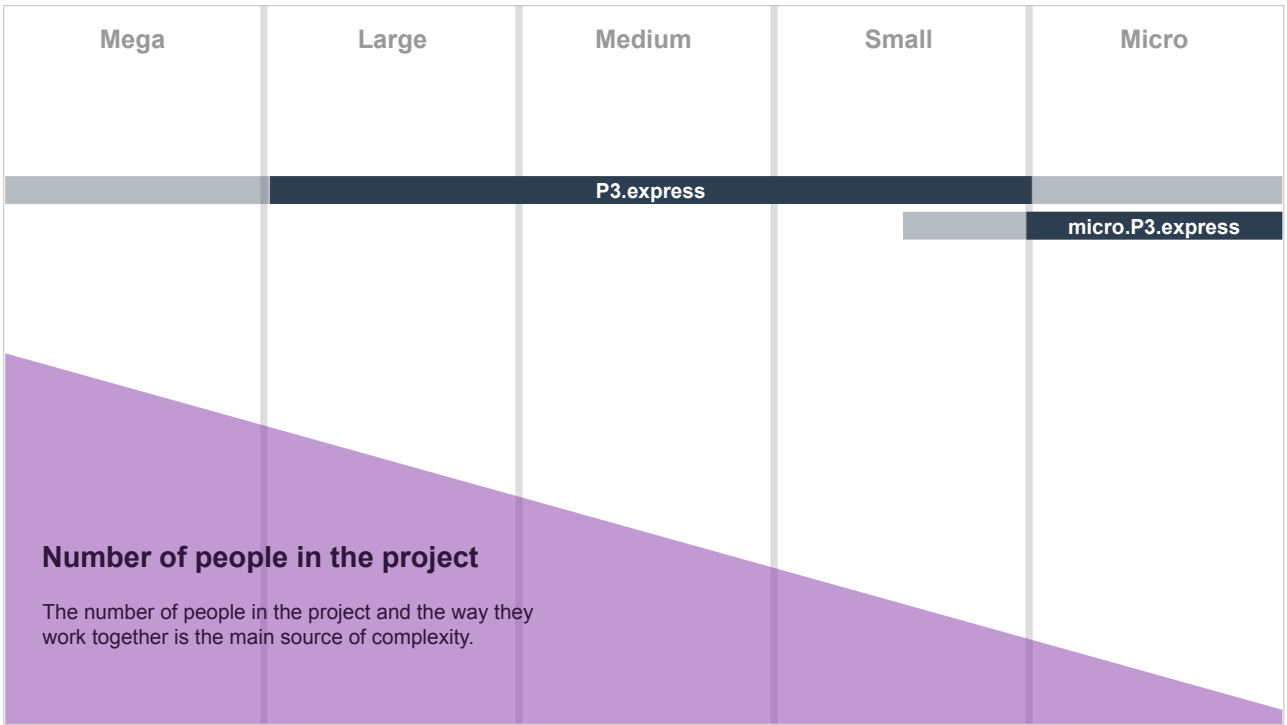 Mega
Large
Medium
Small
Micro
P3.express
micro.P3.express
Number of people in the project
The number of people in the project and the way they
work together is the main source of complexity.